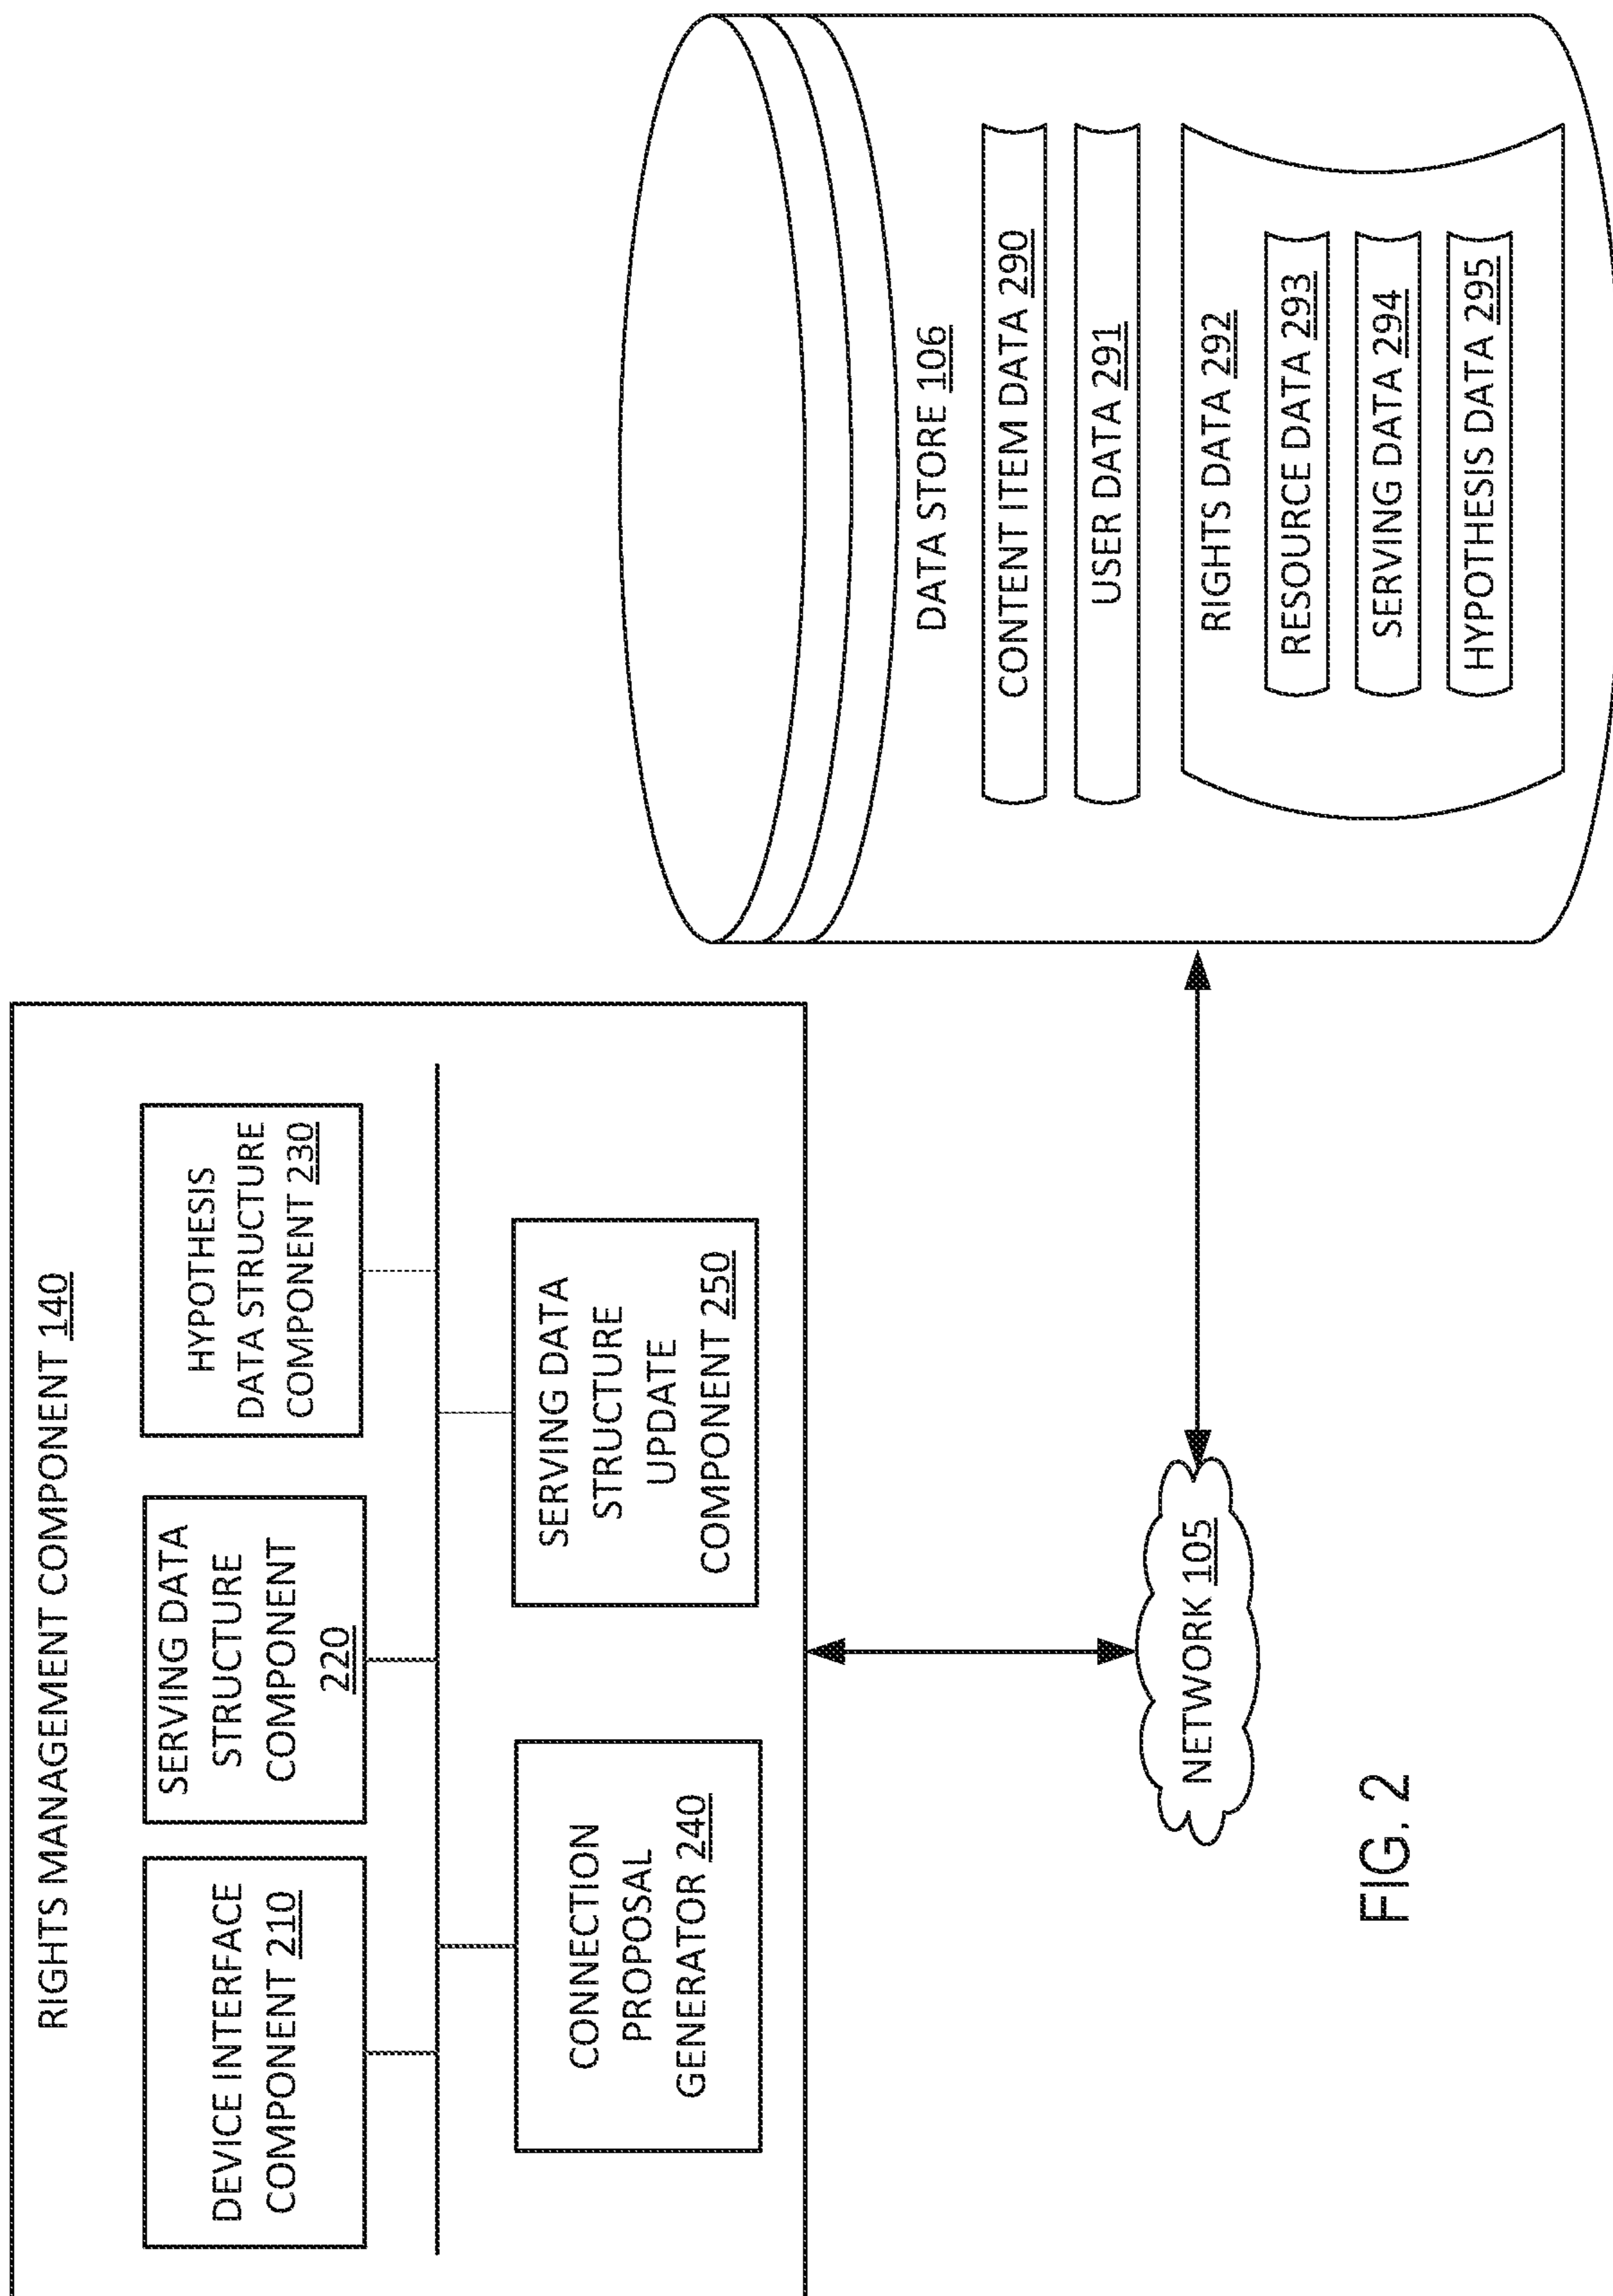 RIGHTS MANAGEMENT COMPONENT 140
DEVICE INTERFACE
COMPONENT 210
SERVING DATA
STRUCTURE
COMPONENT
220
HYPOTHESIS
DATA STRUCTURE
COMPONENT 230
CONNECTION
PROPOSAL
GENERATOR 240
SERVING DATA
STRUCTURE
UPDATE
COMPONENT 250
NETWORK 105
DATA STORE 106
CONTENT ITEM DATA 290
USER DATA 291
RIGHTS DATA 292
RESOURCE DATA 293
SERVING DATA 294
HYPOTHESIS DATA 295
FIG. 2